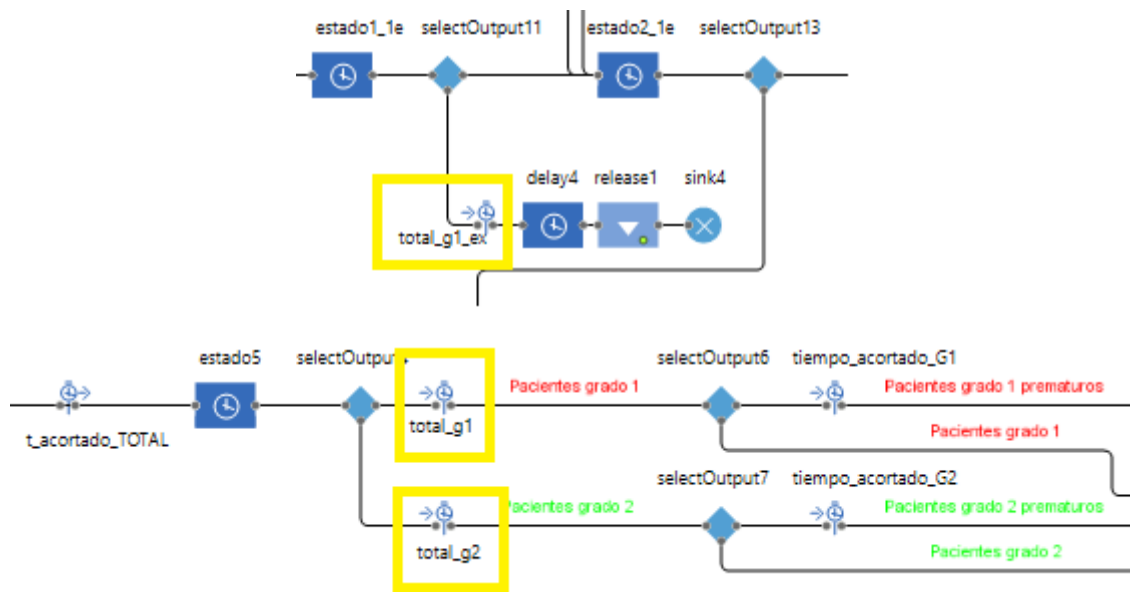 estado1_1e selectOutput11 estado2_1e selectOutput13
delay4 release1 sink4
total_g1_ex
estado5 selectOutput4 selectOutput6 tiempo_acortado_G1
Pacientes grado 1 Pacientes grado 1 prematuros
total_g1
t_acortado_TOTAL Pacientes grado 1
selectOutput7 tiempo_acortado_G2
Pacientes grado 2 Pacientes grado 2 prematuros
total_g2 Pacientes grado 2